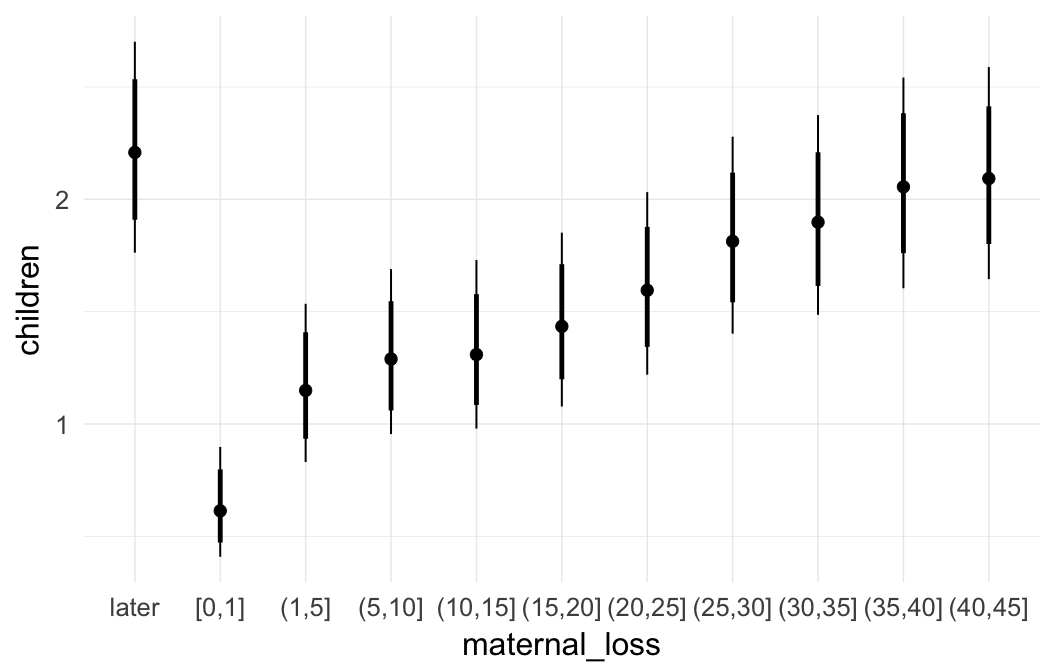 2
1
children
later [0,1] (1,5] (5,10] (10,15] (15,20] (20,25] (25,30] (30,35] (35,40] (40,45]
maternal_loss